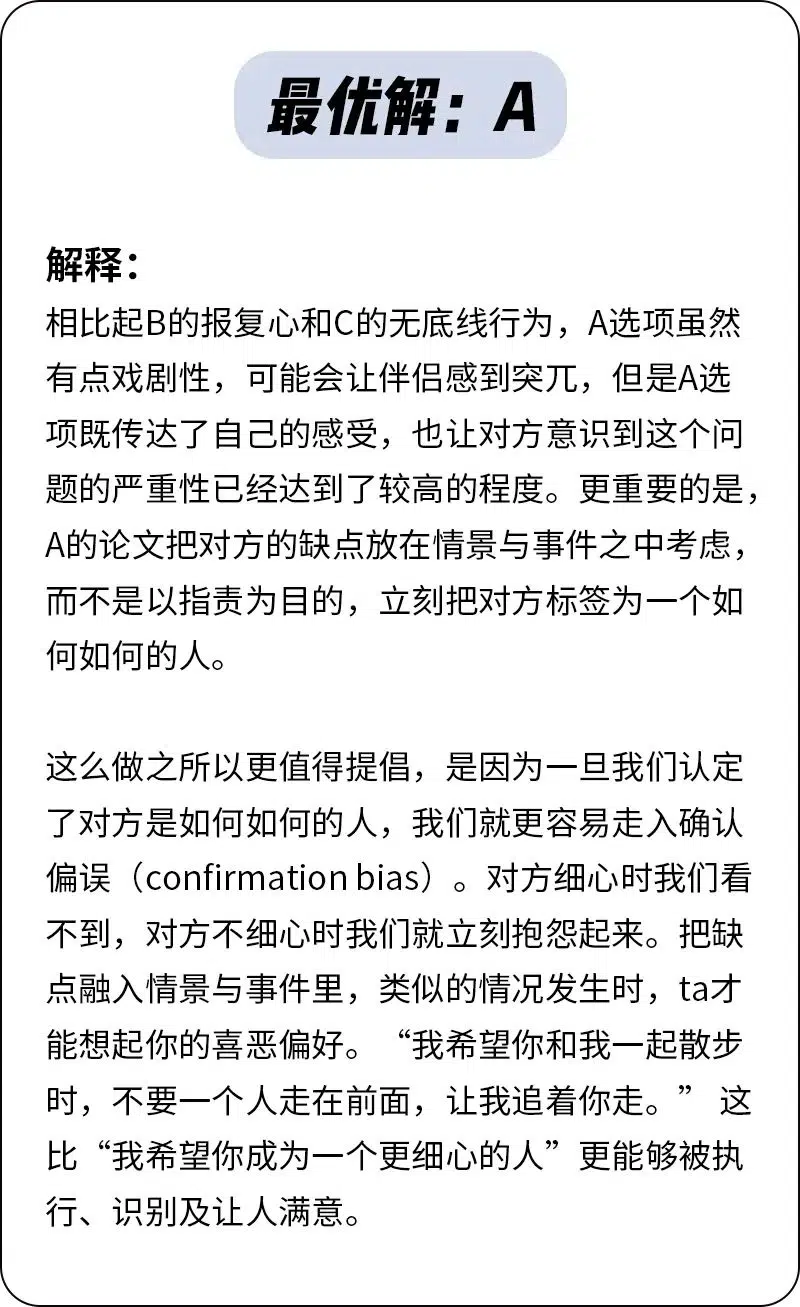 最优解：A
解释：
相比起B的报复心和C的无底线行为，A选项虽然
有点戏剧性，可能会让伴侣感到突兀，但是A选
项既传达了自己的感受，也让对方意识到这个问
题的严重性已经达到了较高的程度。更重要的是，
A的论文把对方的缺点放在情景与事件之中考虑，
而不是以指责为目的，立刻把对方标签为一个如
何如何的人。
这么做之所以更值得提倡，是因为一旦我们认定
了对方是如何如何的人，我们就更容易走入确认
偏误（confirmation bias）。对方细心时我们看
不到，对方不细心时我们就立刻抱怨起来。把缺
点融入情景与事件里，类似的情况发生时，ta才
能想起你的喜恶偏好。“我希望你和我一起散步
时，不要一个人走在前面，让我追着你走。” 这
比“我希望你成为一个更细心的人”更能够被执
行、识别及让人满意。